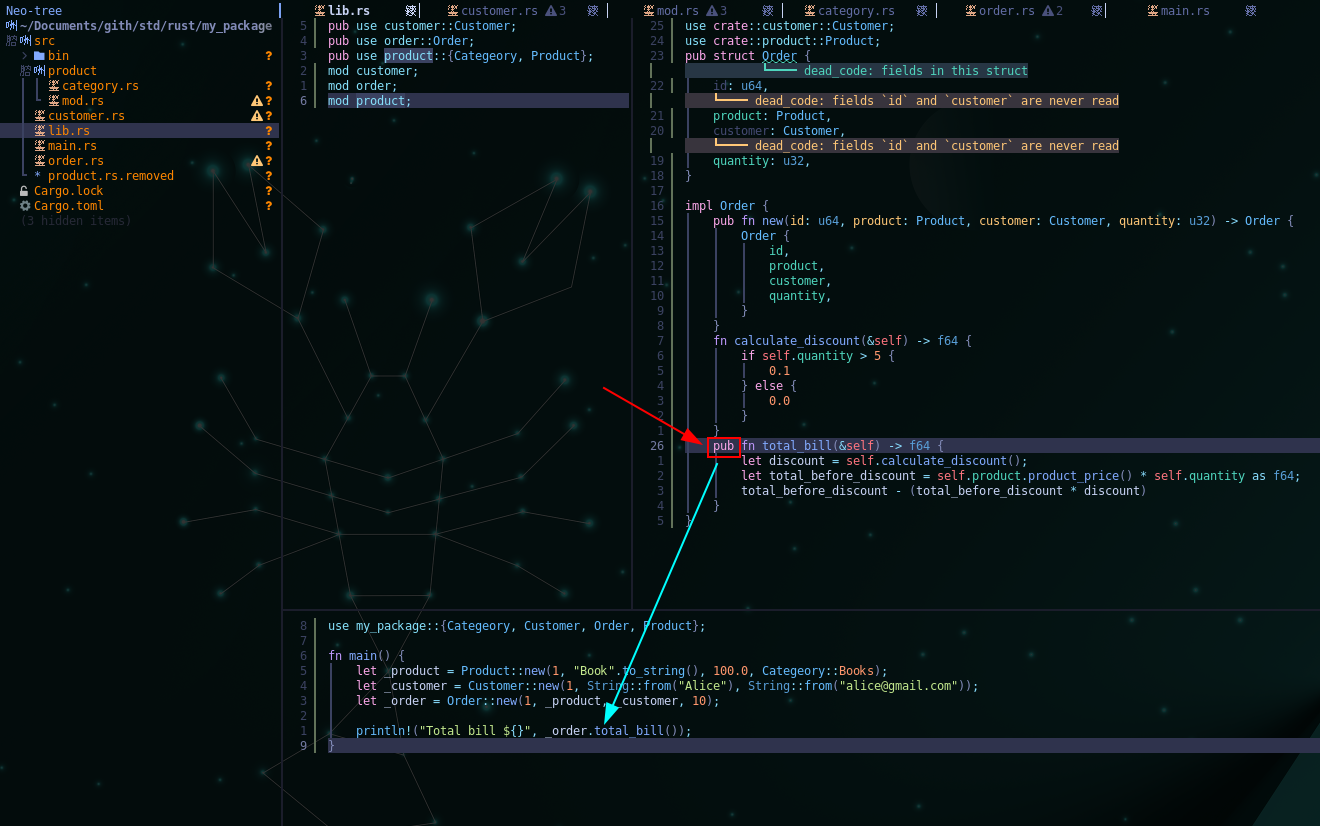 Neo-tree
~/Documents/gith/std/rust/my_package
src
bin ?
product
category.rs ?
mod.rs ?
customer.rs ?
lib.rs ?
main.rs ?
order.rs ?
* product.rs.removed ?
Cargo.lock ?
Cargo.toml ?
(3 hidden items)
lib.rs customer.rs 3 mod.rs 3 category.rs order.rs 2 main.rs
5 pub use customer::Customer;
4 pub use order::Order;
3 pub use product::{Categeory, Product};
2 mod customer;
1 mod order;
6 mod product;
25 use crate::customer::Customer;
24 use crate::product::Product;
23 pub struct Order {
dead_code: fields in this struct
22 id: u64,
dead_code: fields `id` and `customer` are never read
21 product: Product,
20 customer: Customer,
dead_code: fields `id` and `customer` are never read
19 quantity: u32,
18 }
17
16 impl Order {
15 pub fn new(id: u64, product: Product, customer: Customer, quantity: u32) -> Order {
14 Order {
13 id,
12 product,
11 customer,
10 quantity,
9 }
8 }
7 fn calculate_discount(&self) -> f64 {
6 if self.quantity > 5 {
5 0.1
4 } else {
3 0.0
2 }
1 }
26 pub fn total_bill(&self) -> f64 {
1 let discount = self.calculate_discount();
2 let total_before_discount = self.product.product_price() * self.quantity as f64;
3 total_before_discount - (total_before_discount * discount)
4 }
5 }
8 use my_package::{Categeory, Customer, Order, Product};
7
6 fn main() {
5 let _product = Product::new(1, "Book".to_string(), 100.0, Categeory::Books);
4 let _customer = Customer::new(1, String::from("Alice"), String::from("alice@gmail.com"));
3 let _order = Order::new(1, _product, _customer, 10);
2
1 println!("Total bill ${}", _order.total_bill());
9 }